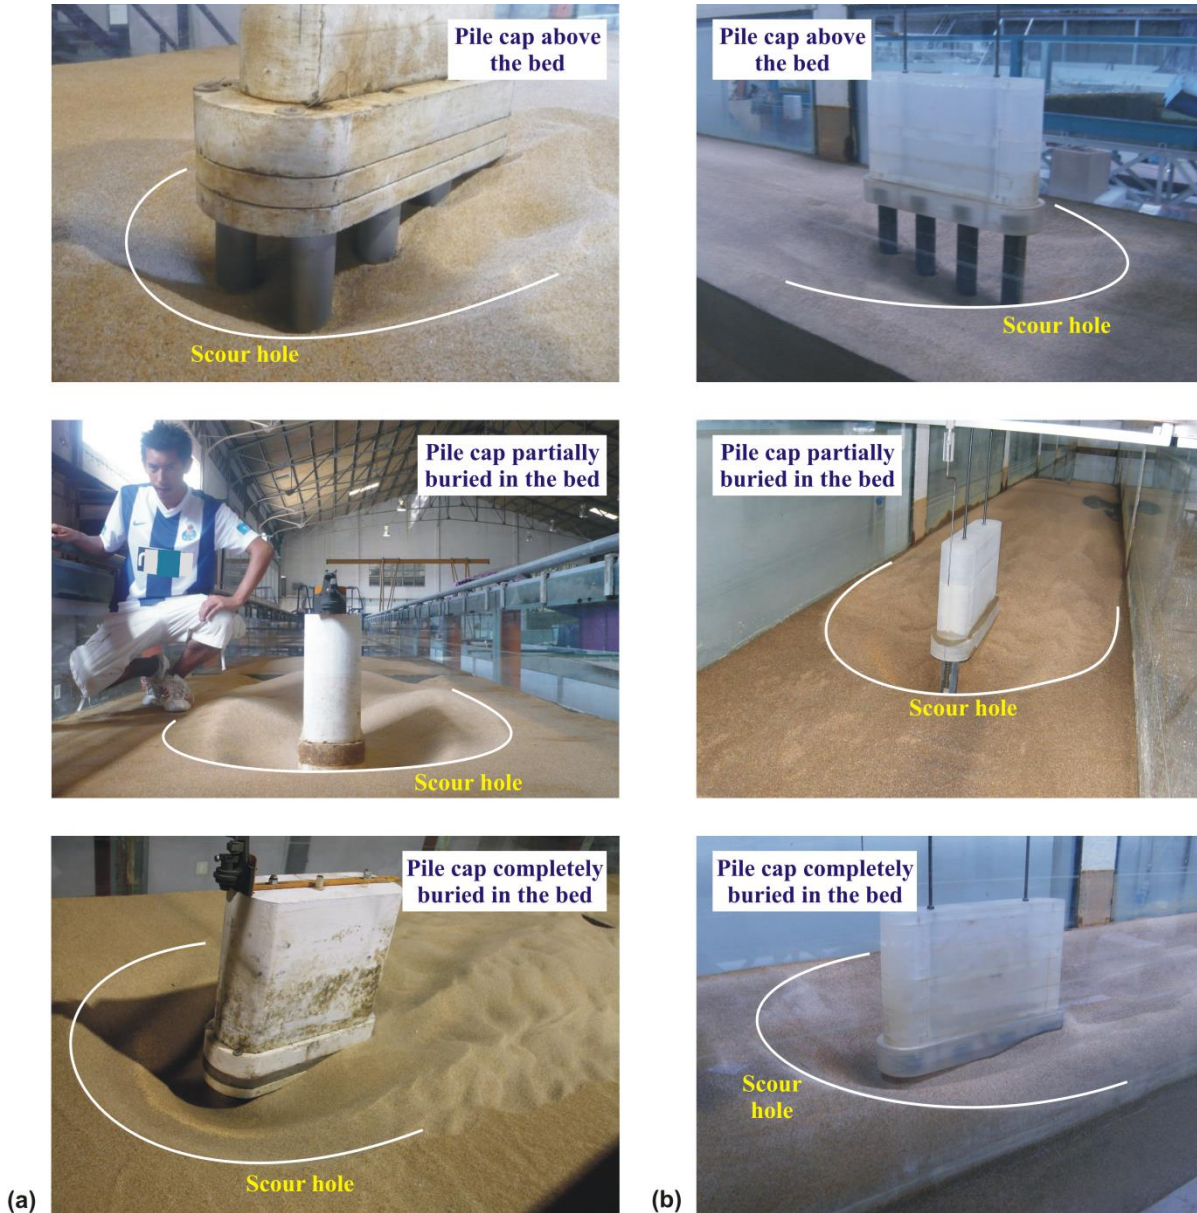 Pile cap above
the bed
Scour hole
Pile cap above
the bed
Scour hole
Pile cap partially
buried in the bed
Scour hole
Pile cap partially
buried in the bed
Scour hole
Pile cap completely
buried in the bed
Scour hole
Pile cap completely
buried in the bed
Scour
hole
(a)
(b)